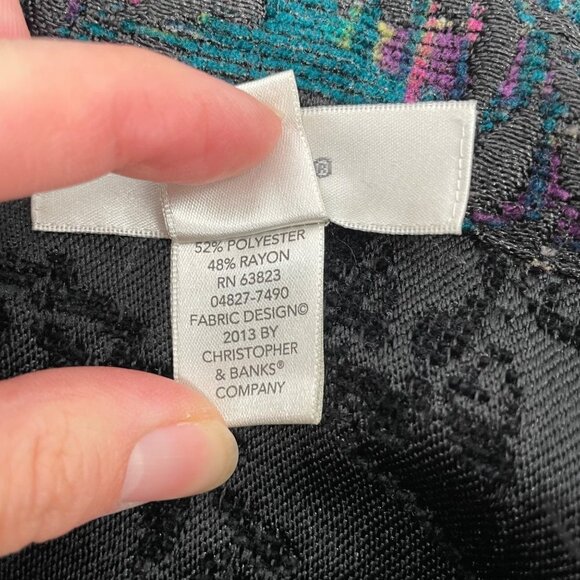 52% POLYESTER
48% RAYON
RN 63823
04827-7490
FABRIC DESIGN©
2013 BY
CHRISTOPHER
& BANKS®
COMPANY